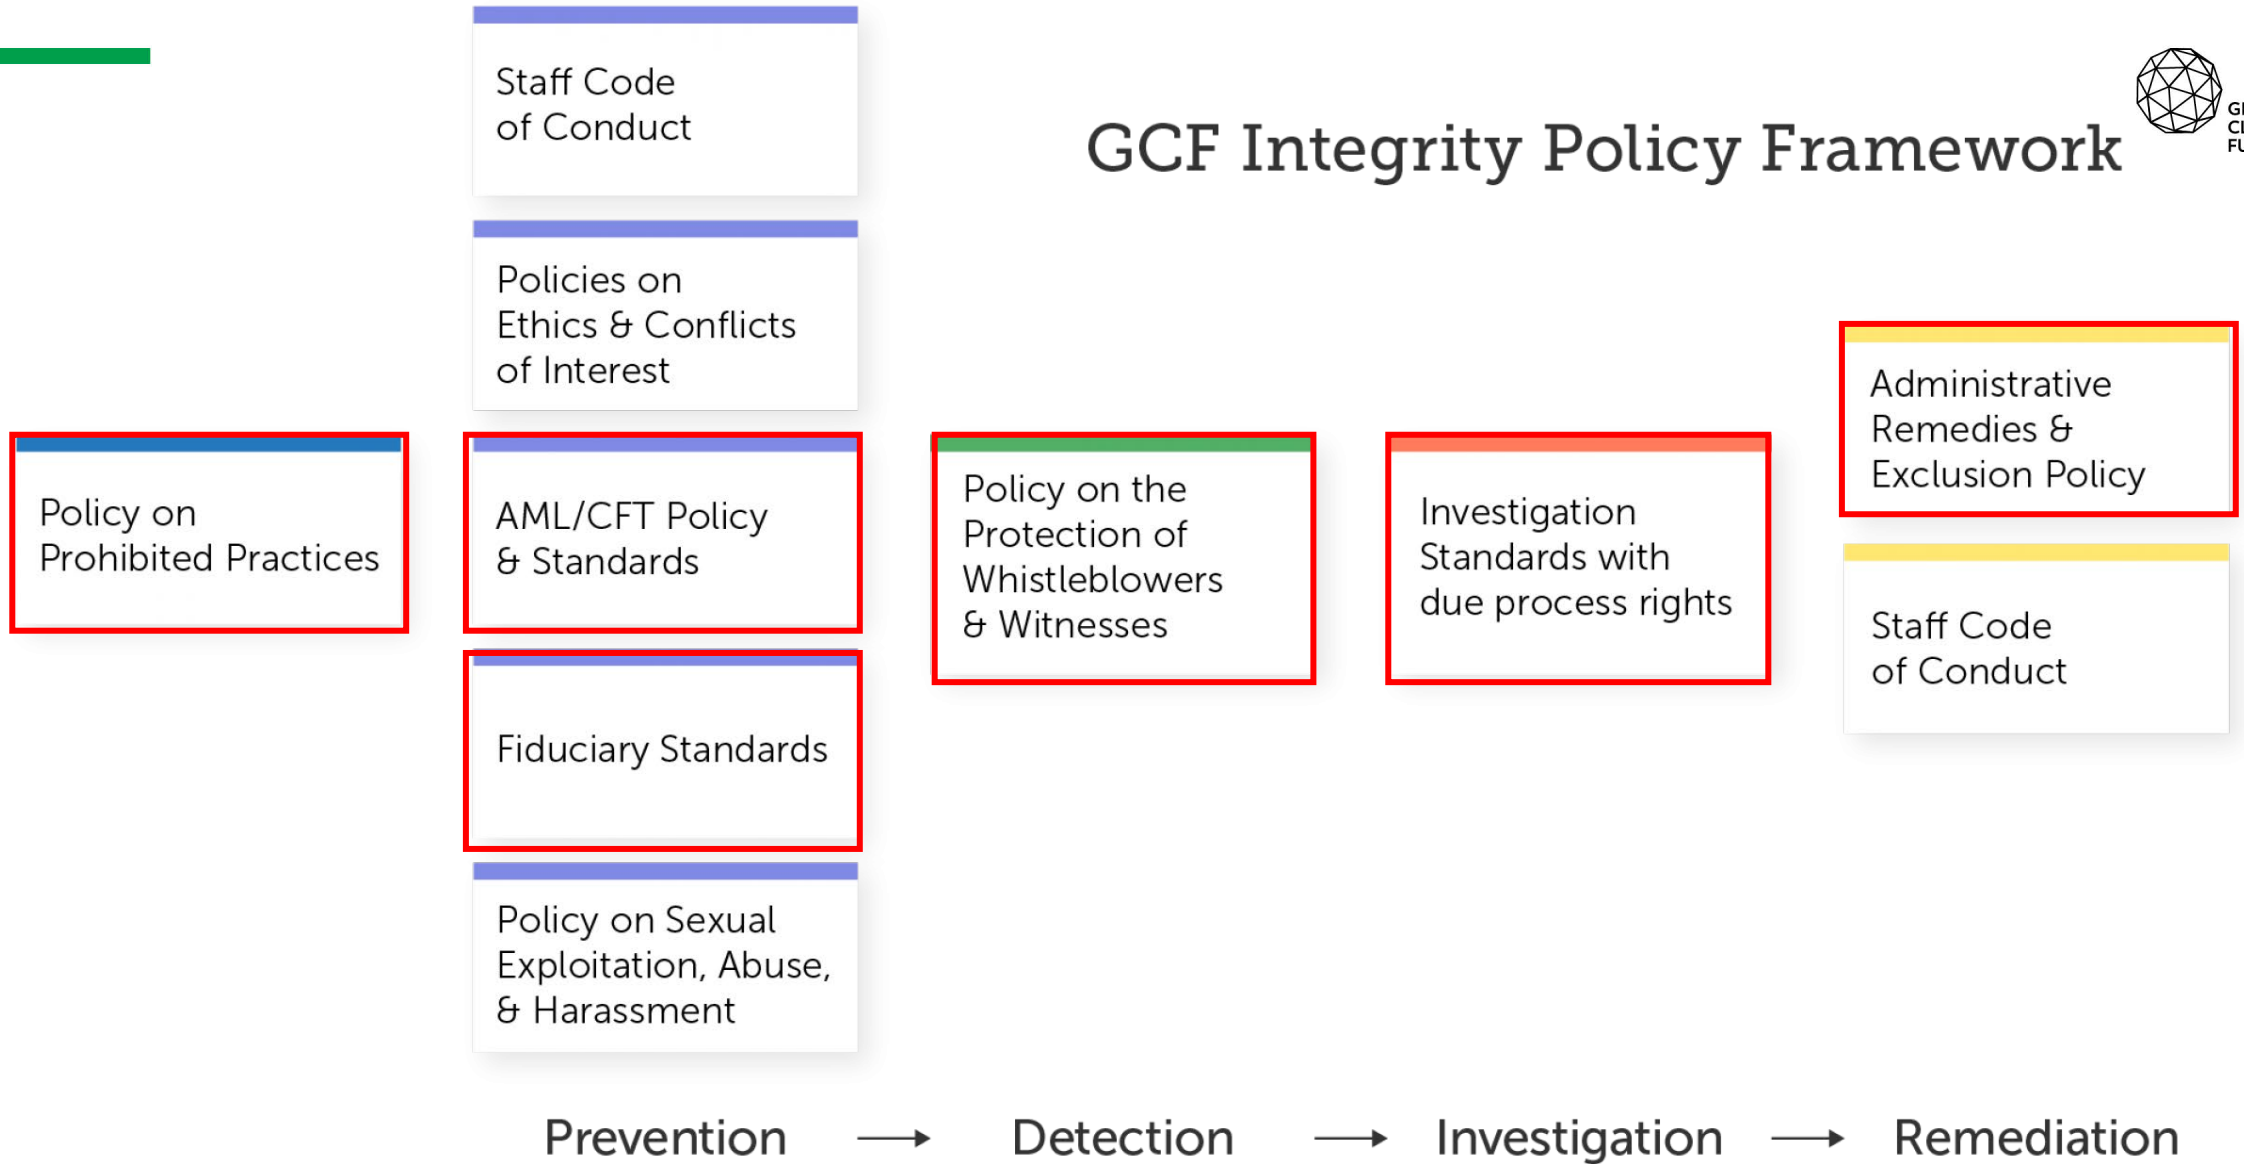 Staff Code
of Conduct
GCF Integrity Policy Framework
Policies on
Ethics & Conflicts
of Interest
Policy on
Prohibited Practices
AML/CFT Policy
& Standards
Fiduciary Standards
Policy on Sexual
Exploitation, Abuse,
& Harassment
Policy on the
Protection of
Whistleblowers
& Witnesses
Investigation
Standards with
due process rights
Administrative
Remedies &
Exclusion Policy
Staff Code
of Conduct
Prevention → Detection → Investigation → Remediation